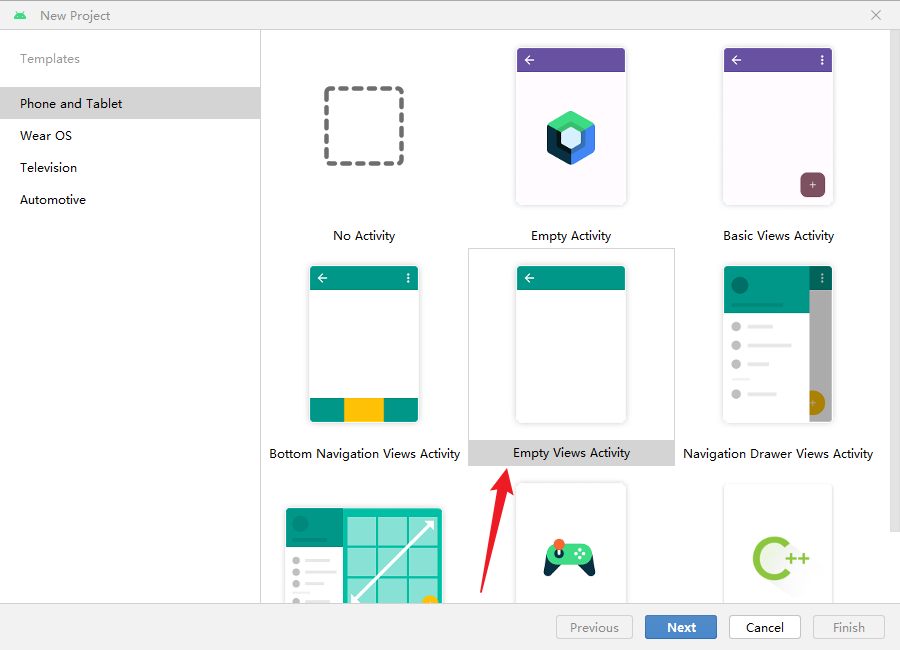 New Project
Templates
Phone and Tablet
Wear OS
Television
Automotive
No Activity
Empty Activity
Basic Views Activity
Bottom Navigation Views Activity
Empty Views Activity
Navigation Drawer Views Activity
C++
Previous
Next
Cancel
Finish